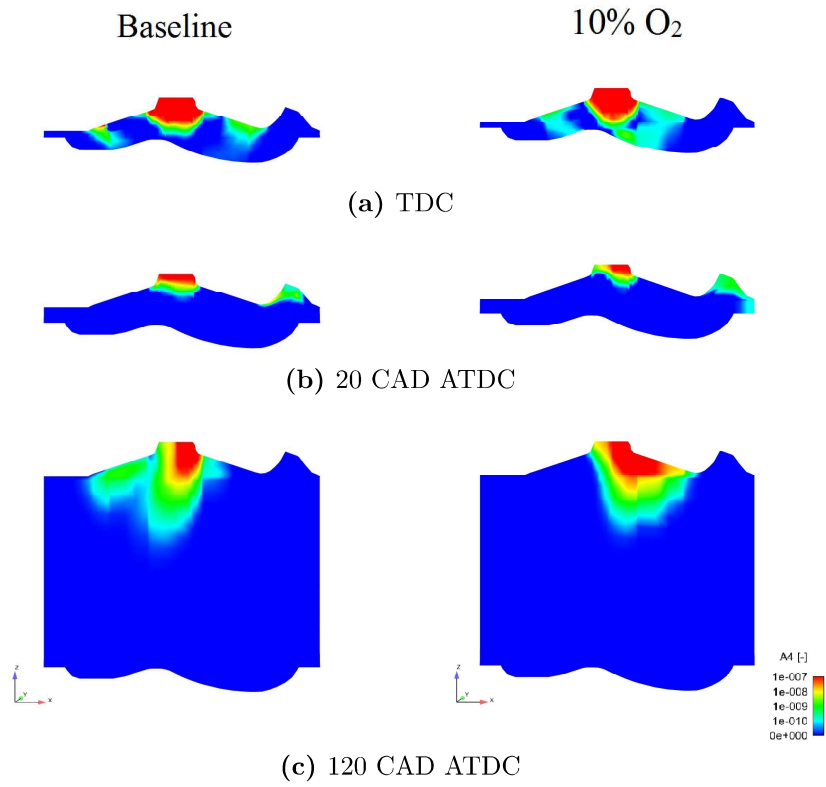 Baseline
10% O₂
(a) TDC
(b) 20 CAD ATDC
(c) 120 CAD ATDC
Z
Y
X
Z
Y
X
A4 [-]
1e-007
1e-008
1e-009
1e-010
0e+000